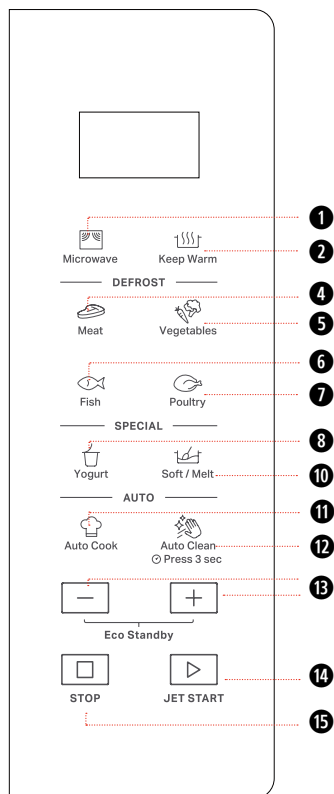 1
Microwave Keep Warm
2
DEFROST
4
Meat Vegetables
5
6
Fish Poultry
7
SPECIAL
8
Yogurt Soft / Melt
10
AUTO
11
Auto Cook Auto Clean
12
Press 3 sec
− +
13
Eco Standby
14
STOP JET START
15